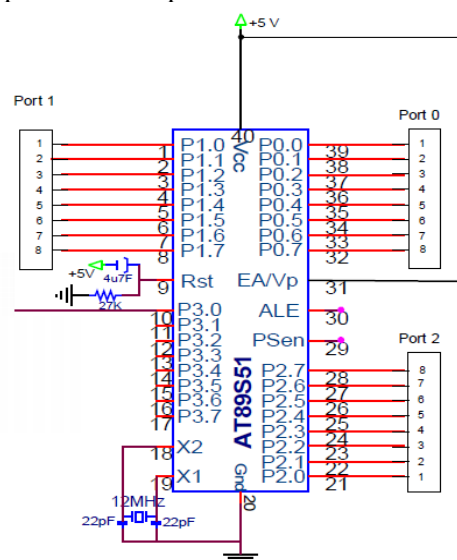 +5 V
Port 1
Port 0
40
Vcc
1 P1.0 P0.0 39 1
2 P1.1 P0.1 38 2
3 P1.2 P0.2 37 3
4 P1.3 P0.3 36 4
5 P1.4 P0.4 35 5
6 P1.5 P0.5 34 6
7 P1.6 P0.6 33 7
8 P1.7 P0.7 32 8
1
2
3
4
5
6
7
8
+5V
4u7F
27K
9 Rst EA/Vp 31
10 P3.0 ALE 30
11 P3.1 PSen 29
12 P3.2
13 P3.3
14 P3.4
15 P3.5
16 P3.6
17 P3.7
Port 2
P2.7 28 8
P2.6 27 7
P2.5 26 6
P2.4 25 5
P2.3 24 4
P2.2 23 3
P2.1 22 2
P2.0 21 1
AT89S51
18 X2
19 X1
Gnd
20
12MHz
22pF 22pF